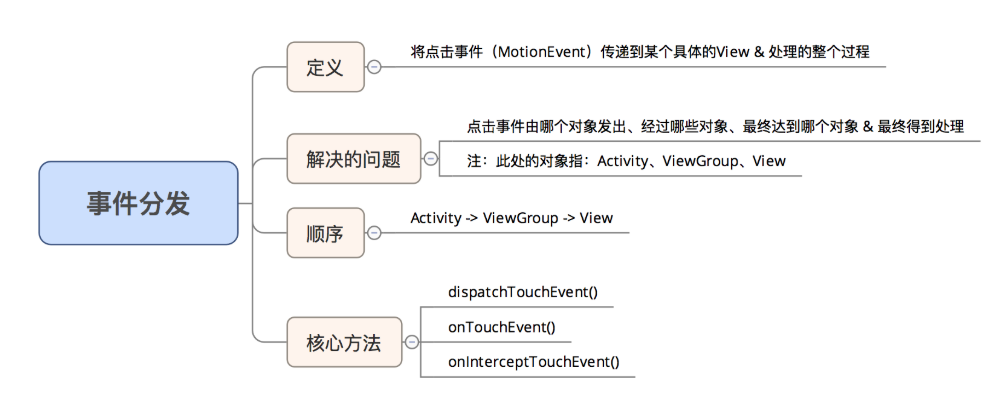 事件分发
定义
将点击事件（MotionEvent）传递到某个具体的View & 处理的整个过程
解决的问题
点击事件由哪个对象发出、经过哪些对象、最终达到哪个对象 & 最终得到处理
注：此处的对象指：Activity、ViewGroup、View
顺序
Activity -> ViewGroup -> View
核心方法
dispatchTouchEvent()
onTouchEvent()
onInterceptTouchEvent()